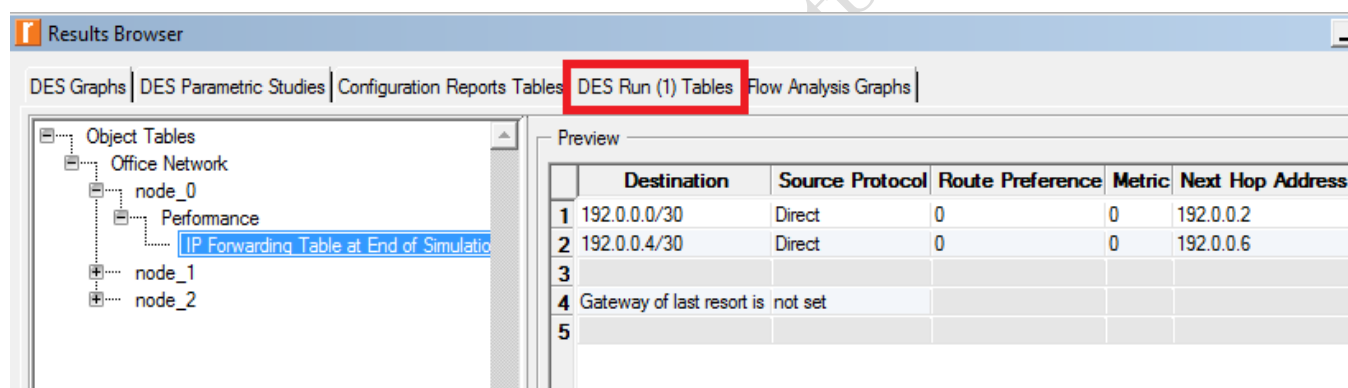 Results Browser
DES Graphs DES Parametric Studies Configuration Reports Tables DES Run (1) Tables Flow Analysis Graphs
Object Tables
Office Network
node_0
Performance
IP Forwarding Table at End of Simulatio
node_1
node_2
Preview
Destination Source Protocol Route Preference Metric Next Hop Address
1 192.0.0.0/30 Direct 0 0 192.0.0.2
2 192.0.0.4/30 Direct 0 0 192.0.0.6
3
4 Gateway of last resort is not set
5